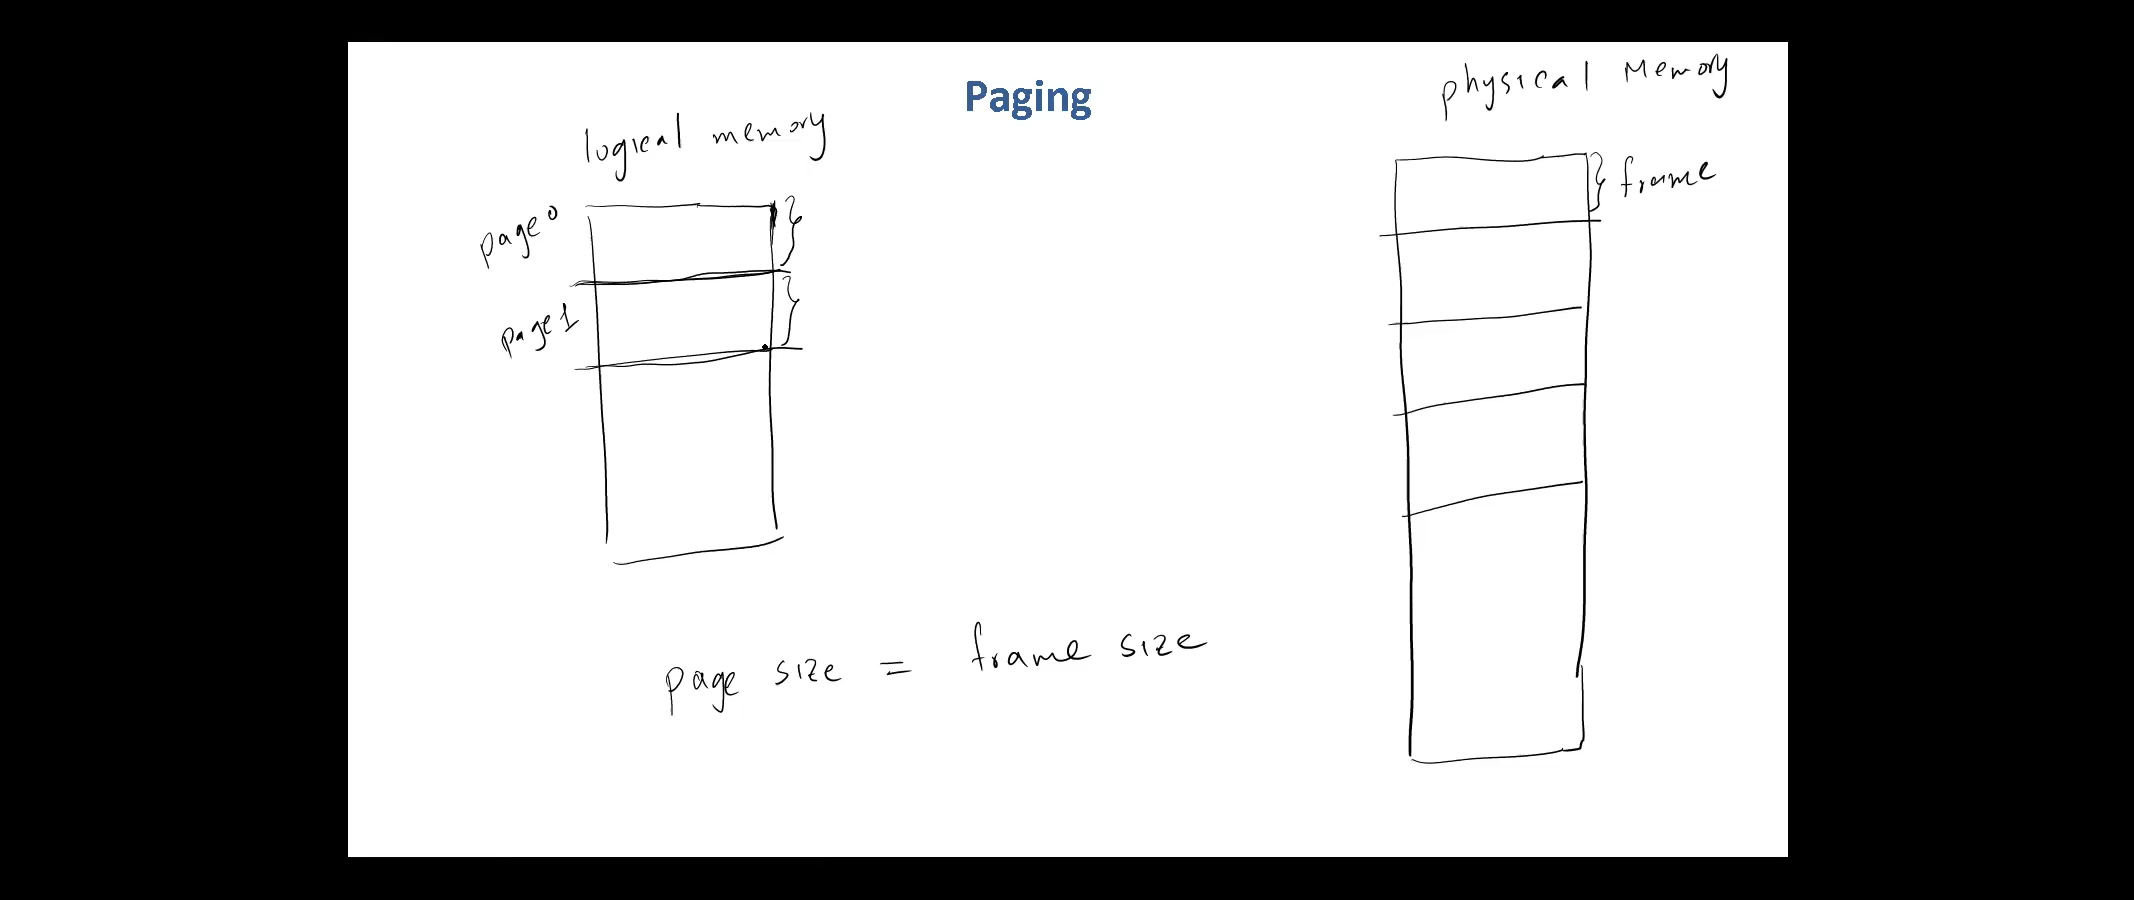 Paging
logical memory
page 0
page 1
physical Memory
frame
page size = frame size